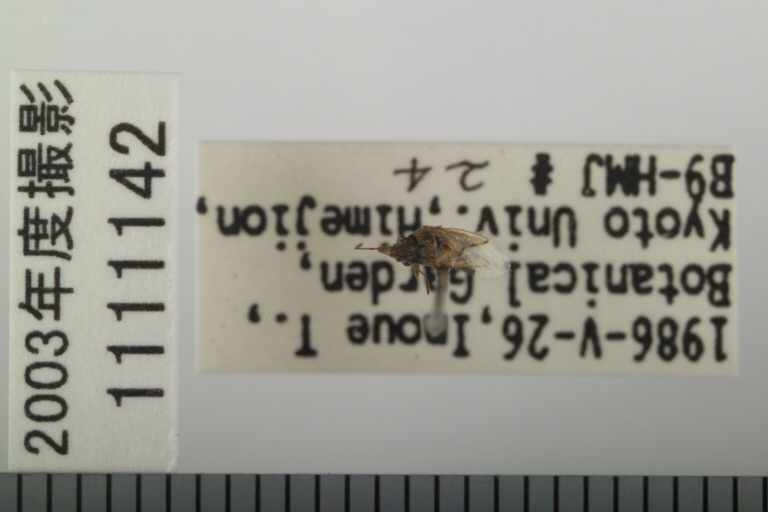 2003年度撮影
11111142
1986-V-26, Inoue T.,
Botanical Garden,
Kyoto Univ., Himejion,
B9-HMJ # 24